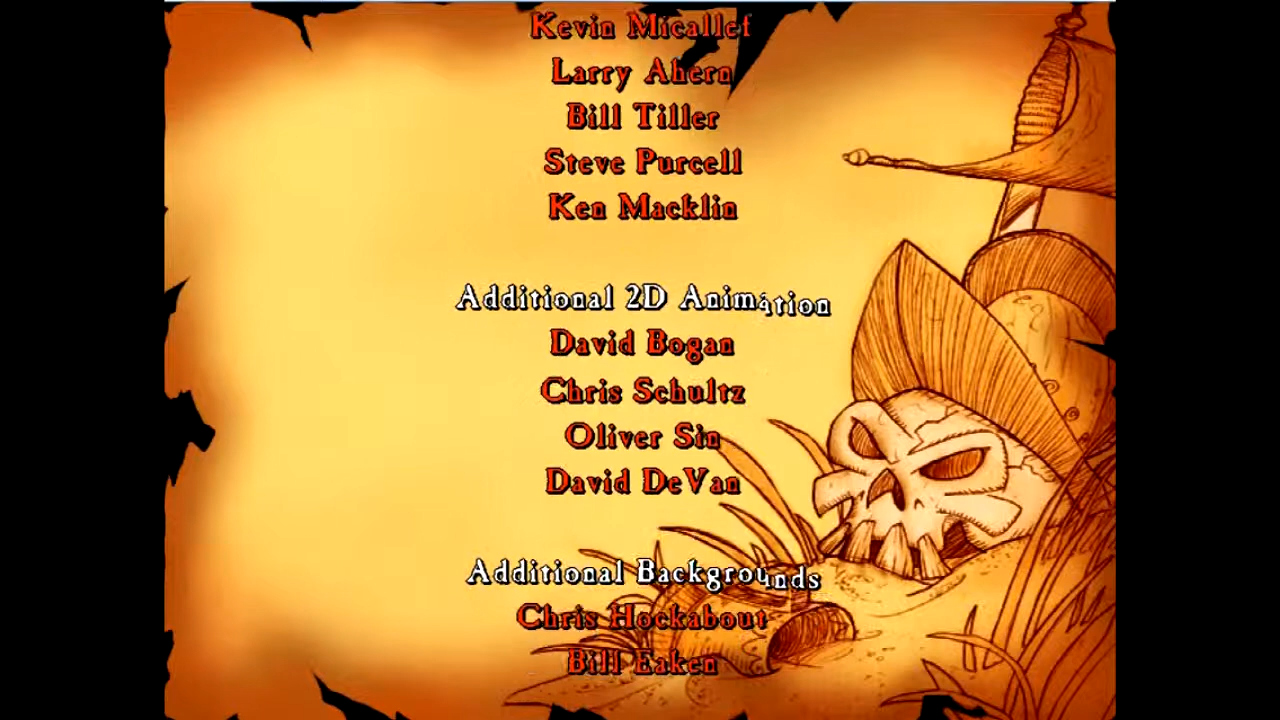 Kevin Micallef
Larry Ahern
Bill Tiller
Steve Purcell
Ken Macklin
Additional 2D Animation
David Bogan
Chris Schultz
Oliver Sin
David DeVan
Additional Backgrounds
Chris Hockabout
Bill Eaken